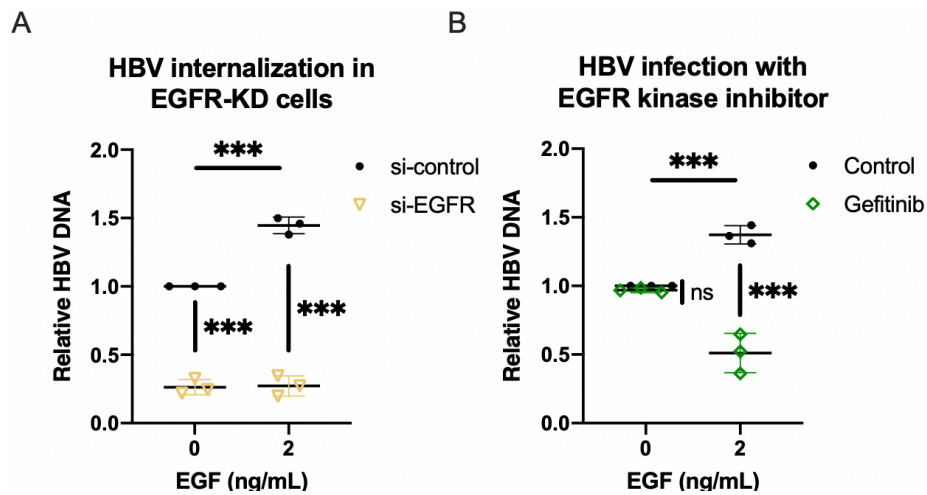 A
HBV internalization in
EGFR-KD cells
Relative HBV DNA
2.0
1.5
1.0
0.5
0.0
***
***
***
0
2
EGF (ng/mL)
si-control
si-EGFR
B
HBV infection with
EGFR kinase inhibitor
Relative HBV DNA
2.0
1.5
1.0
0.5
0.0
***
ns
***
0
2
EGF (ng/mL)
Control
Gefitinib